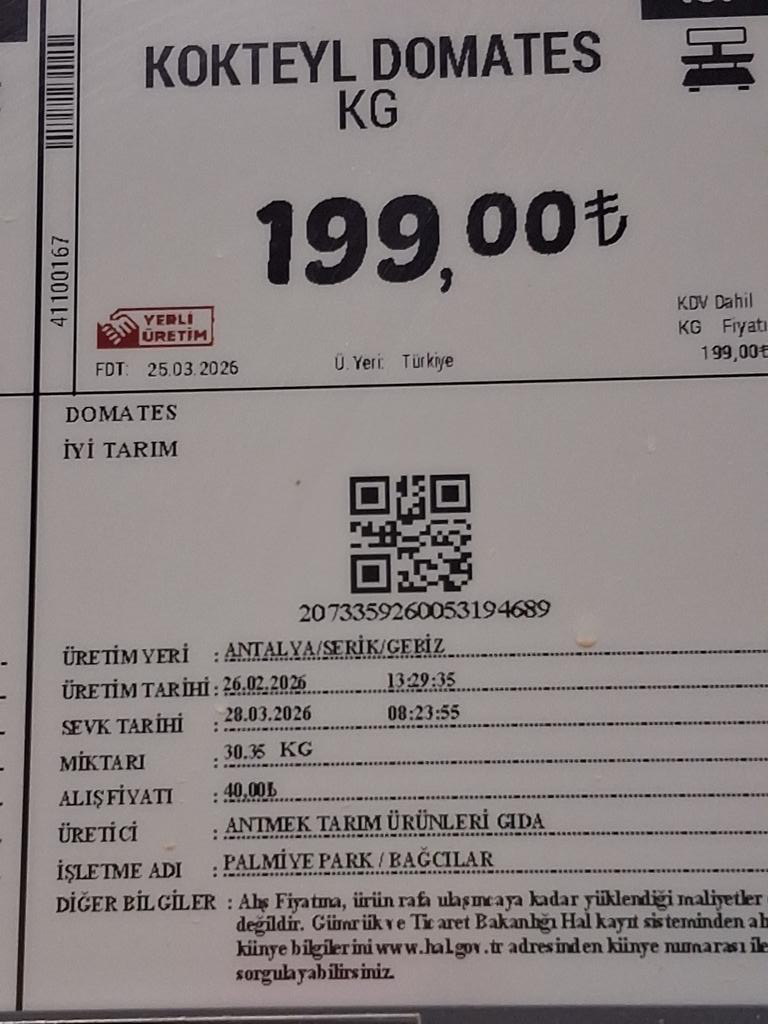 KOKTEYL DOMATES
KG
199,00₺
41100167
YERLİ
ÜRETİM
FDT: 25.03.2026
Ü. Yeri: Türkiye
KDV Dahil
KG Fiyatı
199,00₺
DOMATES
İYİ TARIM
2073359260053194689
ÜRETİM YERİ : ANTALYA/SERİK/GEBİZ
ÜRETİM TARİHİ : 26.02.2026 13:29:35
SEVK TARİHİ : 28.03.2026 08:23:55
MİKTARI : 30.35 KG
ALIŞ FİYATI : 40,00₺
ÜRETİCİ : ANTMEK TARIM ÜRÜNLERİ GIDA
İŞLETME ADI : PALMİYE PARK / BAĞCILAR
DİĞER BİLGİLER : Alış Fiyatına, ürün rafa ulaşıncaya kadar yüklendiği maliyetler
değildir. Gümrük ve Ticaret Bakanlığı Hal kayıt sisteminden
künye bilgilerini www.hal.gov.tr adresinden künye numarası ile
sorgulayabilirsiniz.